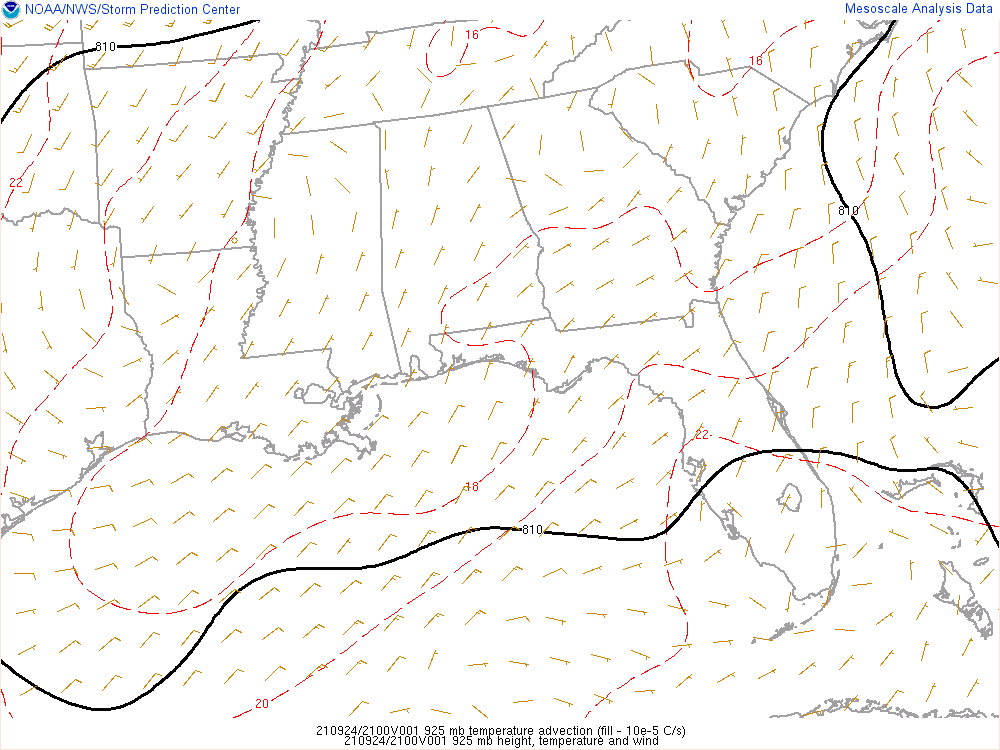 NOAA/NWS/Storm Prediction Center
Mesoscale Analysis Data
810
16
16
22
810
22
18
810
20
210924/2100V001 925 mb temperature advection (fill - 10e-5 C/s)
210924/2100V001 925 mb height, temperature and wind